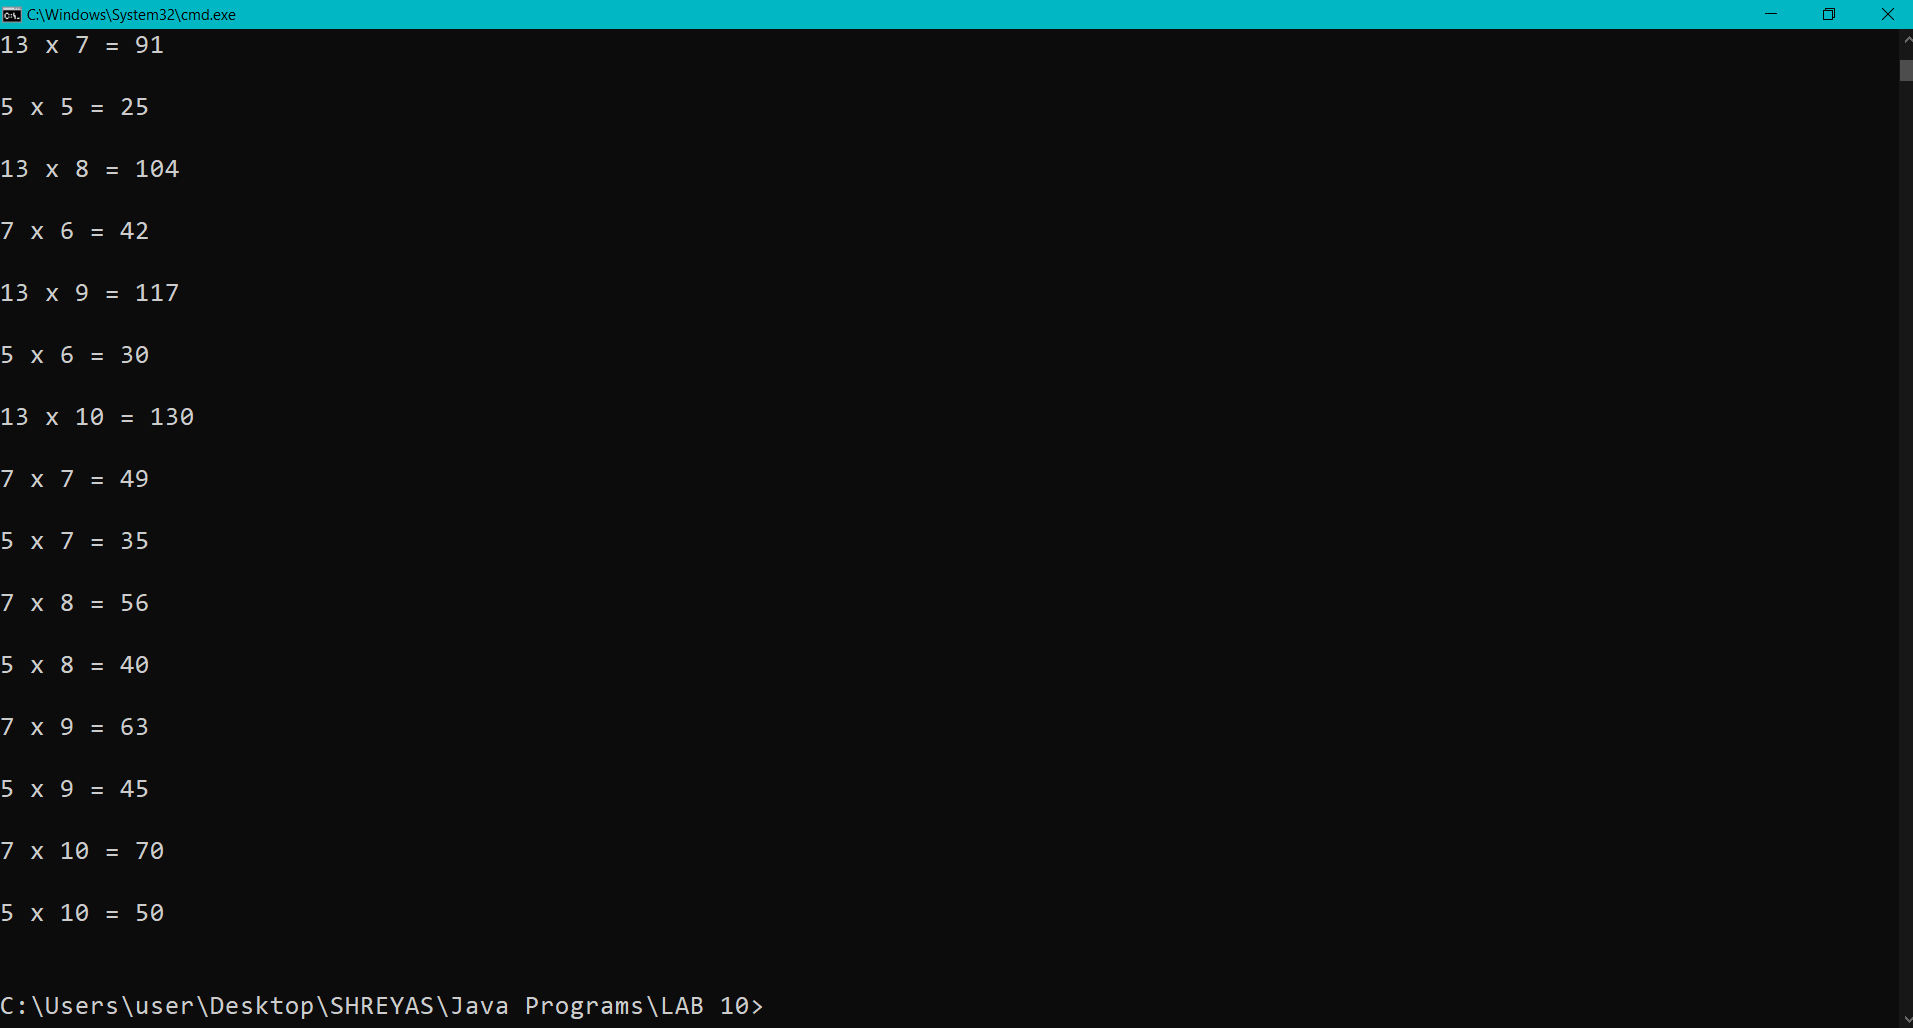 C:\Windows\System32\cmd.exe
13 x 7 = 91
5 x 5 = 25
13 x 8 = 104
7 x 6 = 42
13 x 9 = 117
5 x 6 = 30
13 x 10 = 130
7 x 7 = 49
5 x 7 = 35
7 x 8 = 56
5 x 8 = 40
7 x 9 = 63
5 x 9 = 45
7 x 10 = 70
5 x 10 = 50
C:\Users\user\Desktop\SHREYAS\Java Programs\LAB 10>